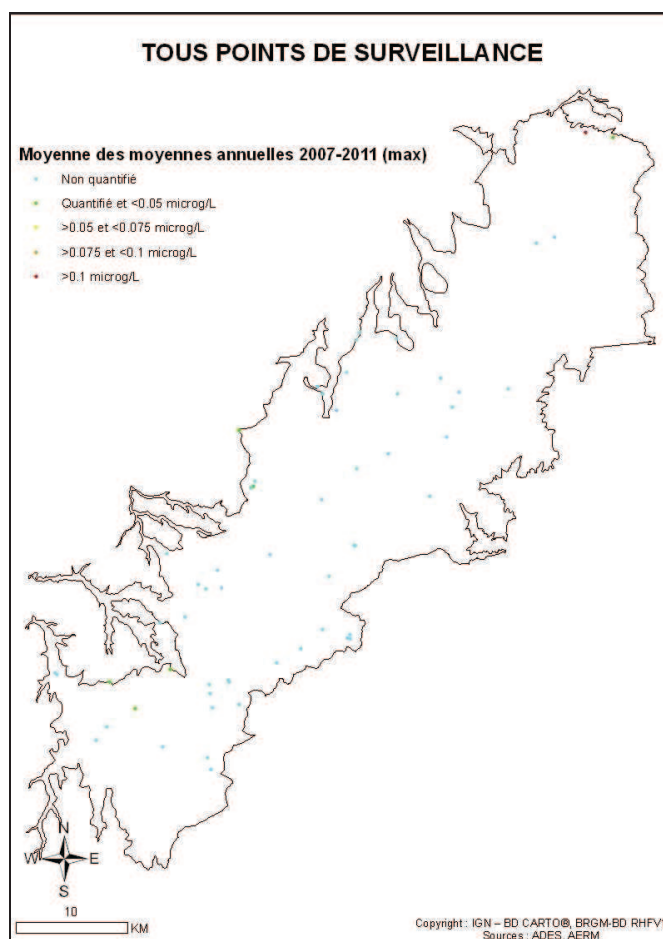 TOUS POINTS DE SURVEILLANCE
Moyenne des moyennes annuelles 2007-2011 (max)
Non quantifié
Quantifié et <0.05 microg/L
>0.05 et <0.075 microg/L
>0.075 et <0.1 microg/L
>0.1 microg/L
N
W E
S
10
KM
Copyright : IGN – BD CARTO®, BRGM-BD RHFV1
Sources : ADES, AERM